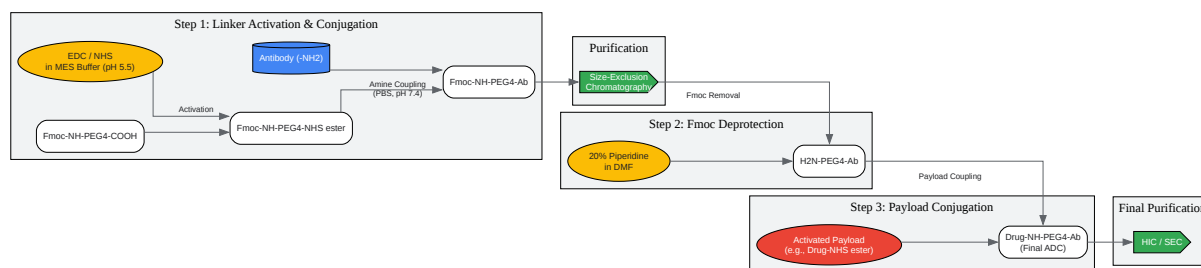 Step 1: Linker Activation & Conjugation
EDC / NHS
in MES Buffer (pH 5.5)
Antibody (-NH2)
Fmoc-NH-PEG4-Ab
Amine Coupling
(PBS, pH 7.4)
Activation
Fmoc-NH-PEG4-NHS ester
Fmoc-NH-PEG4-COOH
Purification
Size-Exclusion
Chromatography
Fmoc Removal
Step 2: Fmoc Deprotection
20% Piperidine
in DMF
H2N-PEG4-Ab
Payload Coupling
Step 3: Payload Conjugation
Activated Payload
(e.g., Drug-NHS ester)
Drug-NH-PEG4-Ab
(Final ADC)
Final Purification
HIC / SEC